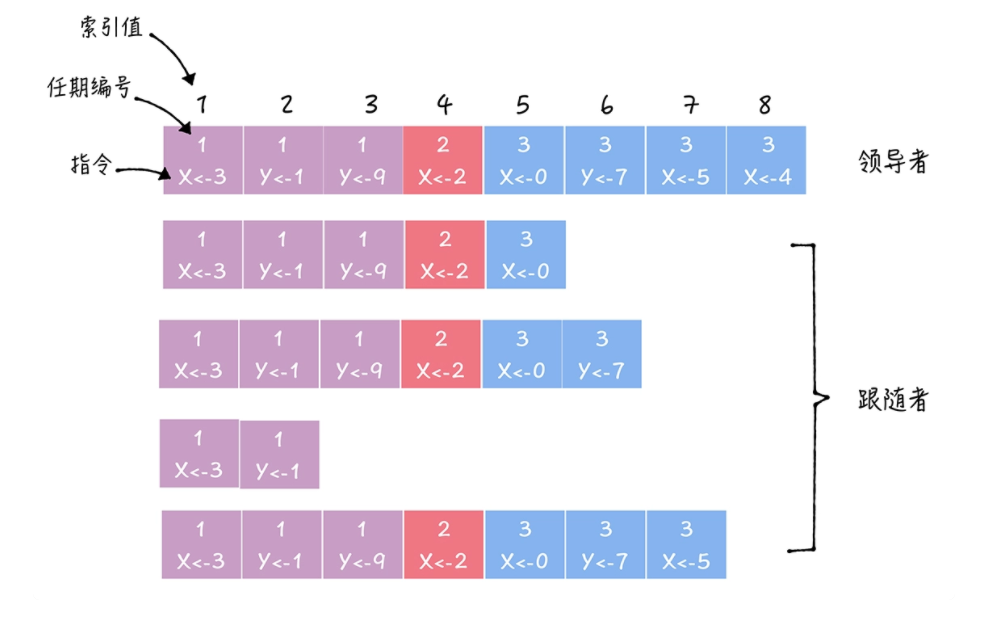 索引值
任期编号
指令
1 2 3 4 5 6 7 8
1 1 1 2 3 3 3 3
X<-3 Y<-1 Y<-9 X<-2 X<-0 Y<-7 X<-5 X<-4
领导者
1 1 1 2 3
X<-3 Y<-1 Y<-9 X<-2 X<-0
1 1 1 2 3 3
X<-3 Y<-1 Y<-9 X<-2 X<-0 Y<-7
跟随者
1 1
X<-3 Y<-1
1 1 1 2 3 3 3
X<-3 Y<-1 Y<-9 X<-2 X<-0 Y<-7 X<-5